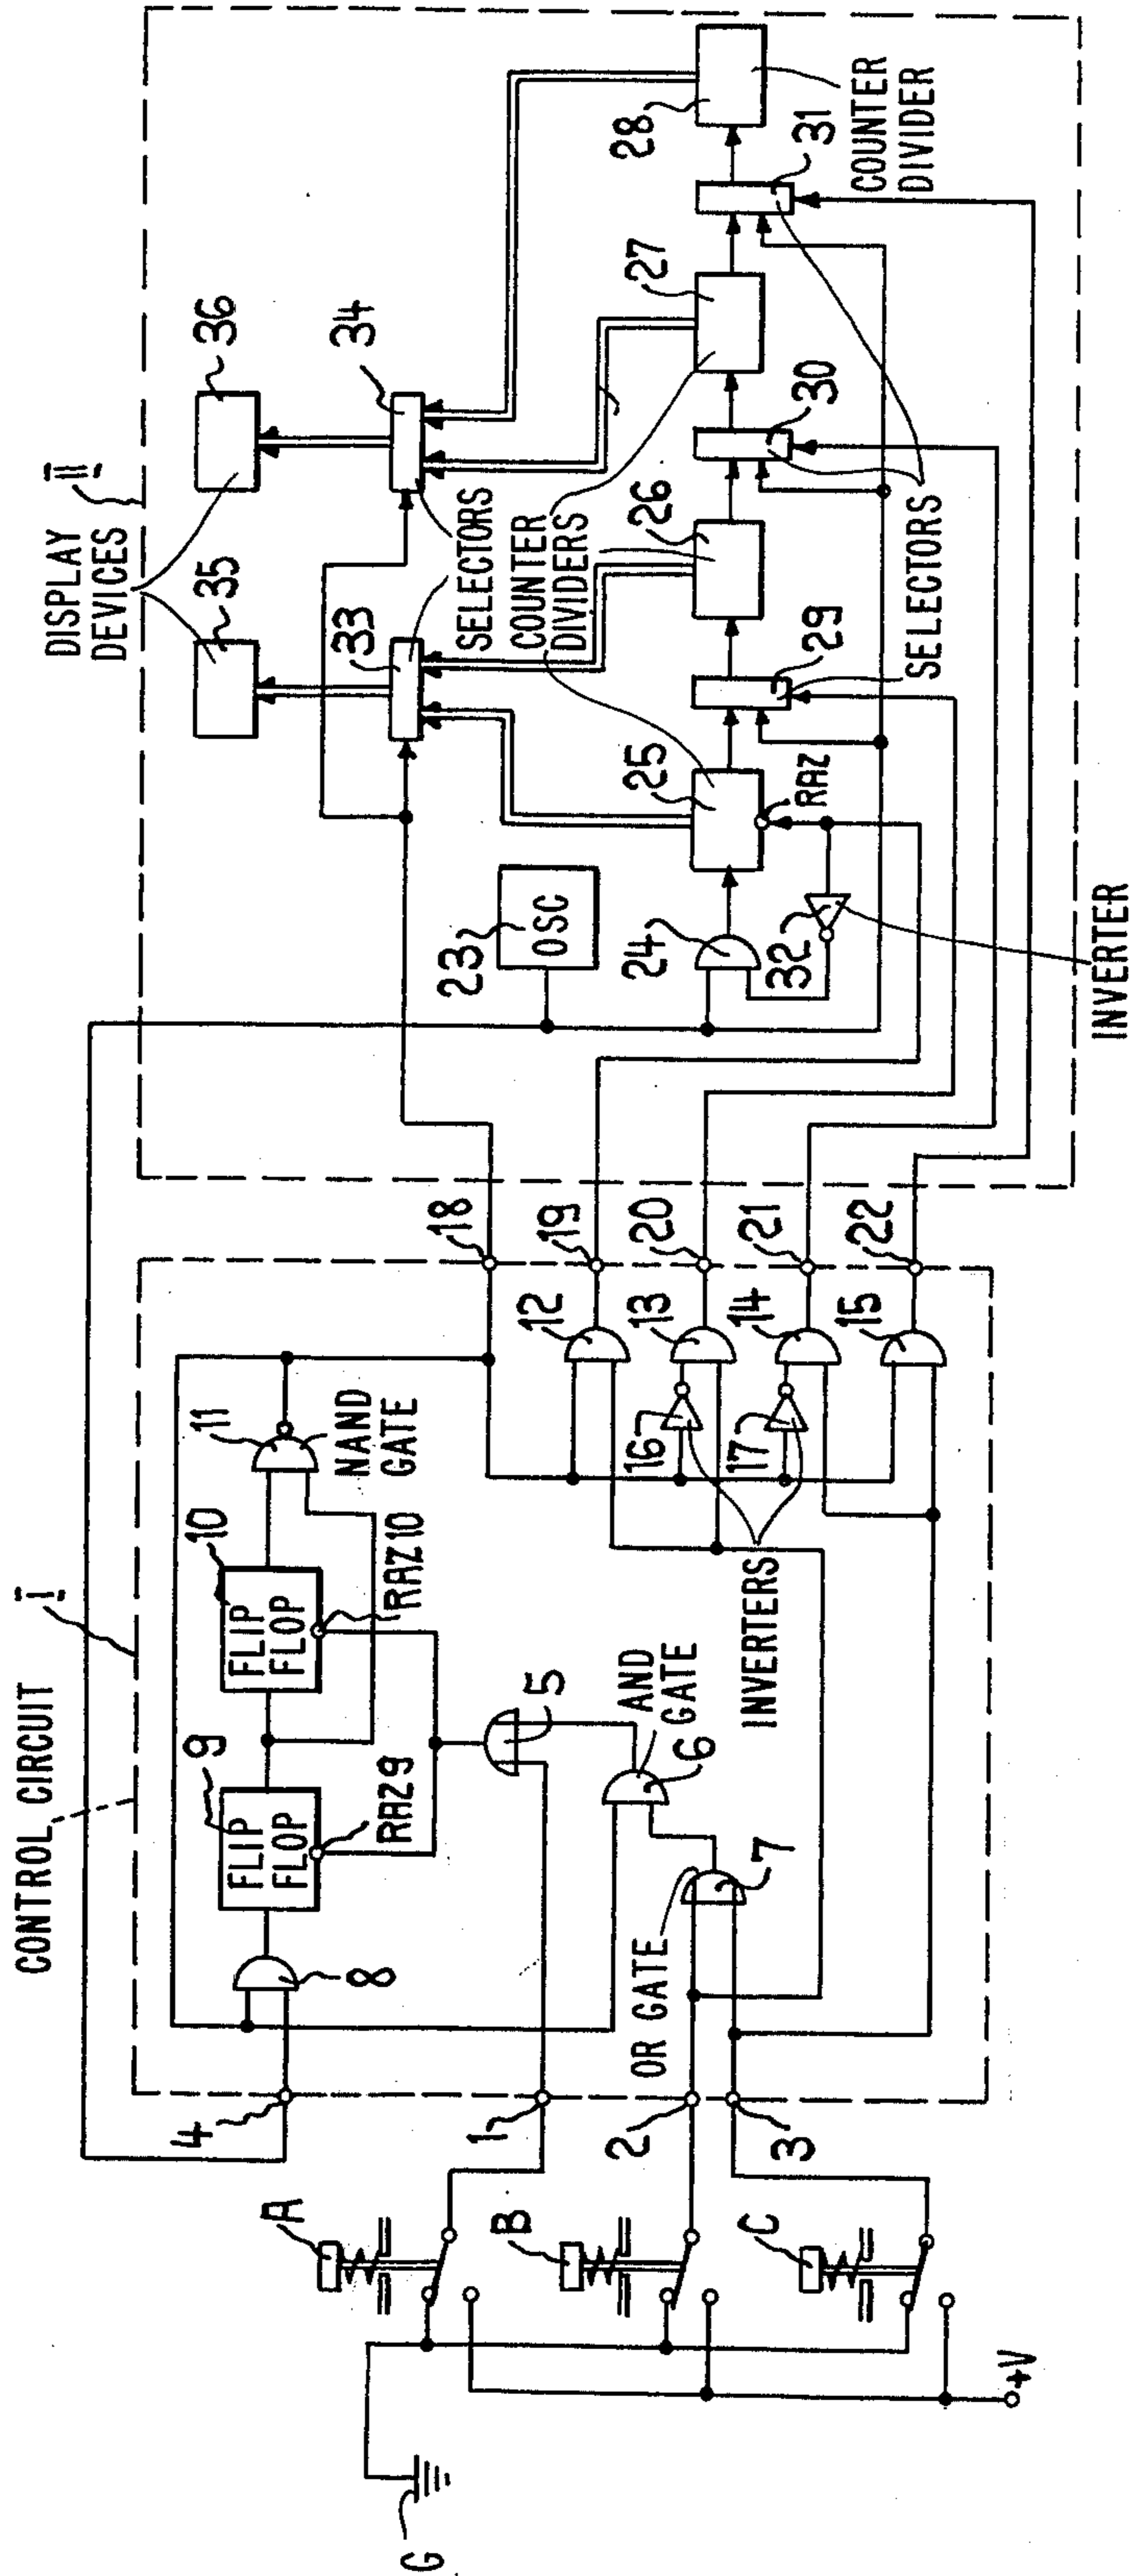 CONTROL CIRCUIT
I
DISPLAY
DEVICES
II
35
36
4
8
9
FLIP
FLOP
RAZ9
10
FLIP
FLOP
RAZ10
11
NAND
GATE
18
23
OSC
33
34
SELECTORS
COUNTER
DIVIDERS
A
1
5
12
19
24
25
26
27
28
B
2
OR GATE
7
6
AND
GATE
16
13
20
32
RAZ
29
30
31
COUNTER
DIVIDER
C
3
INVERTERS
17
14
21
15
22
SELECTORS
INVERTER
G
+V